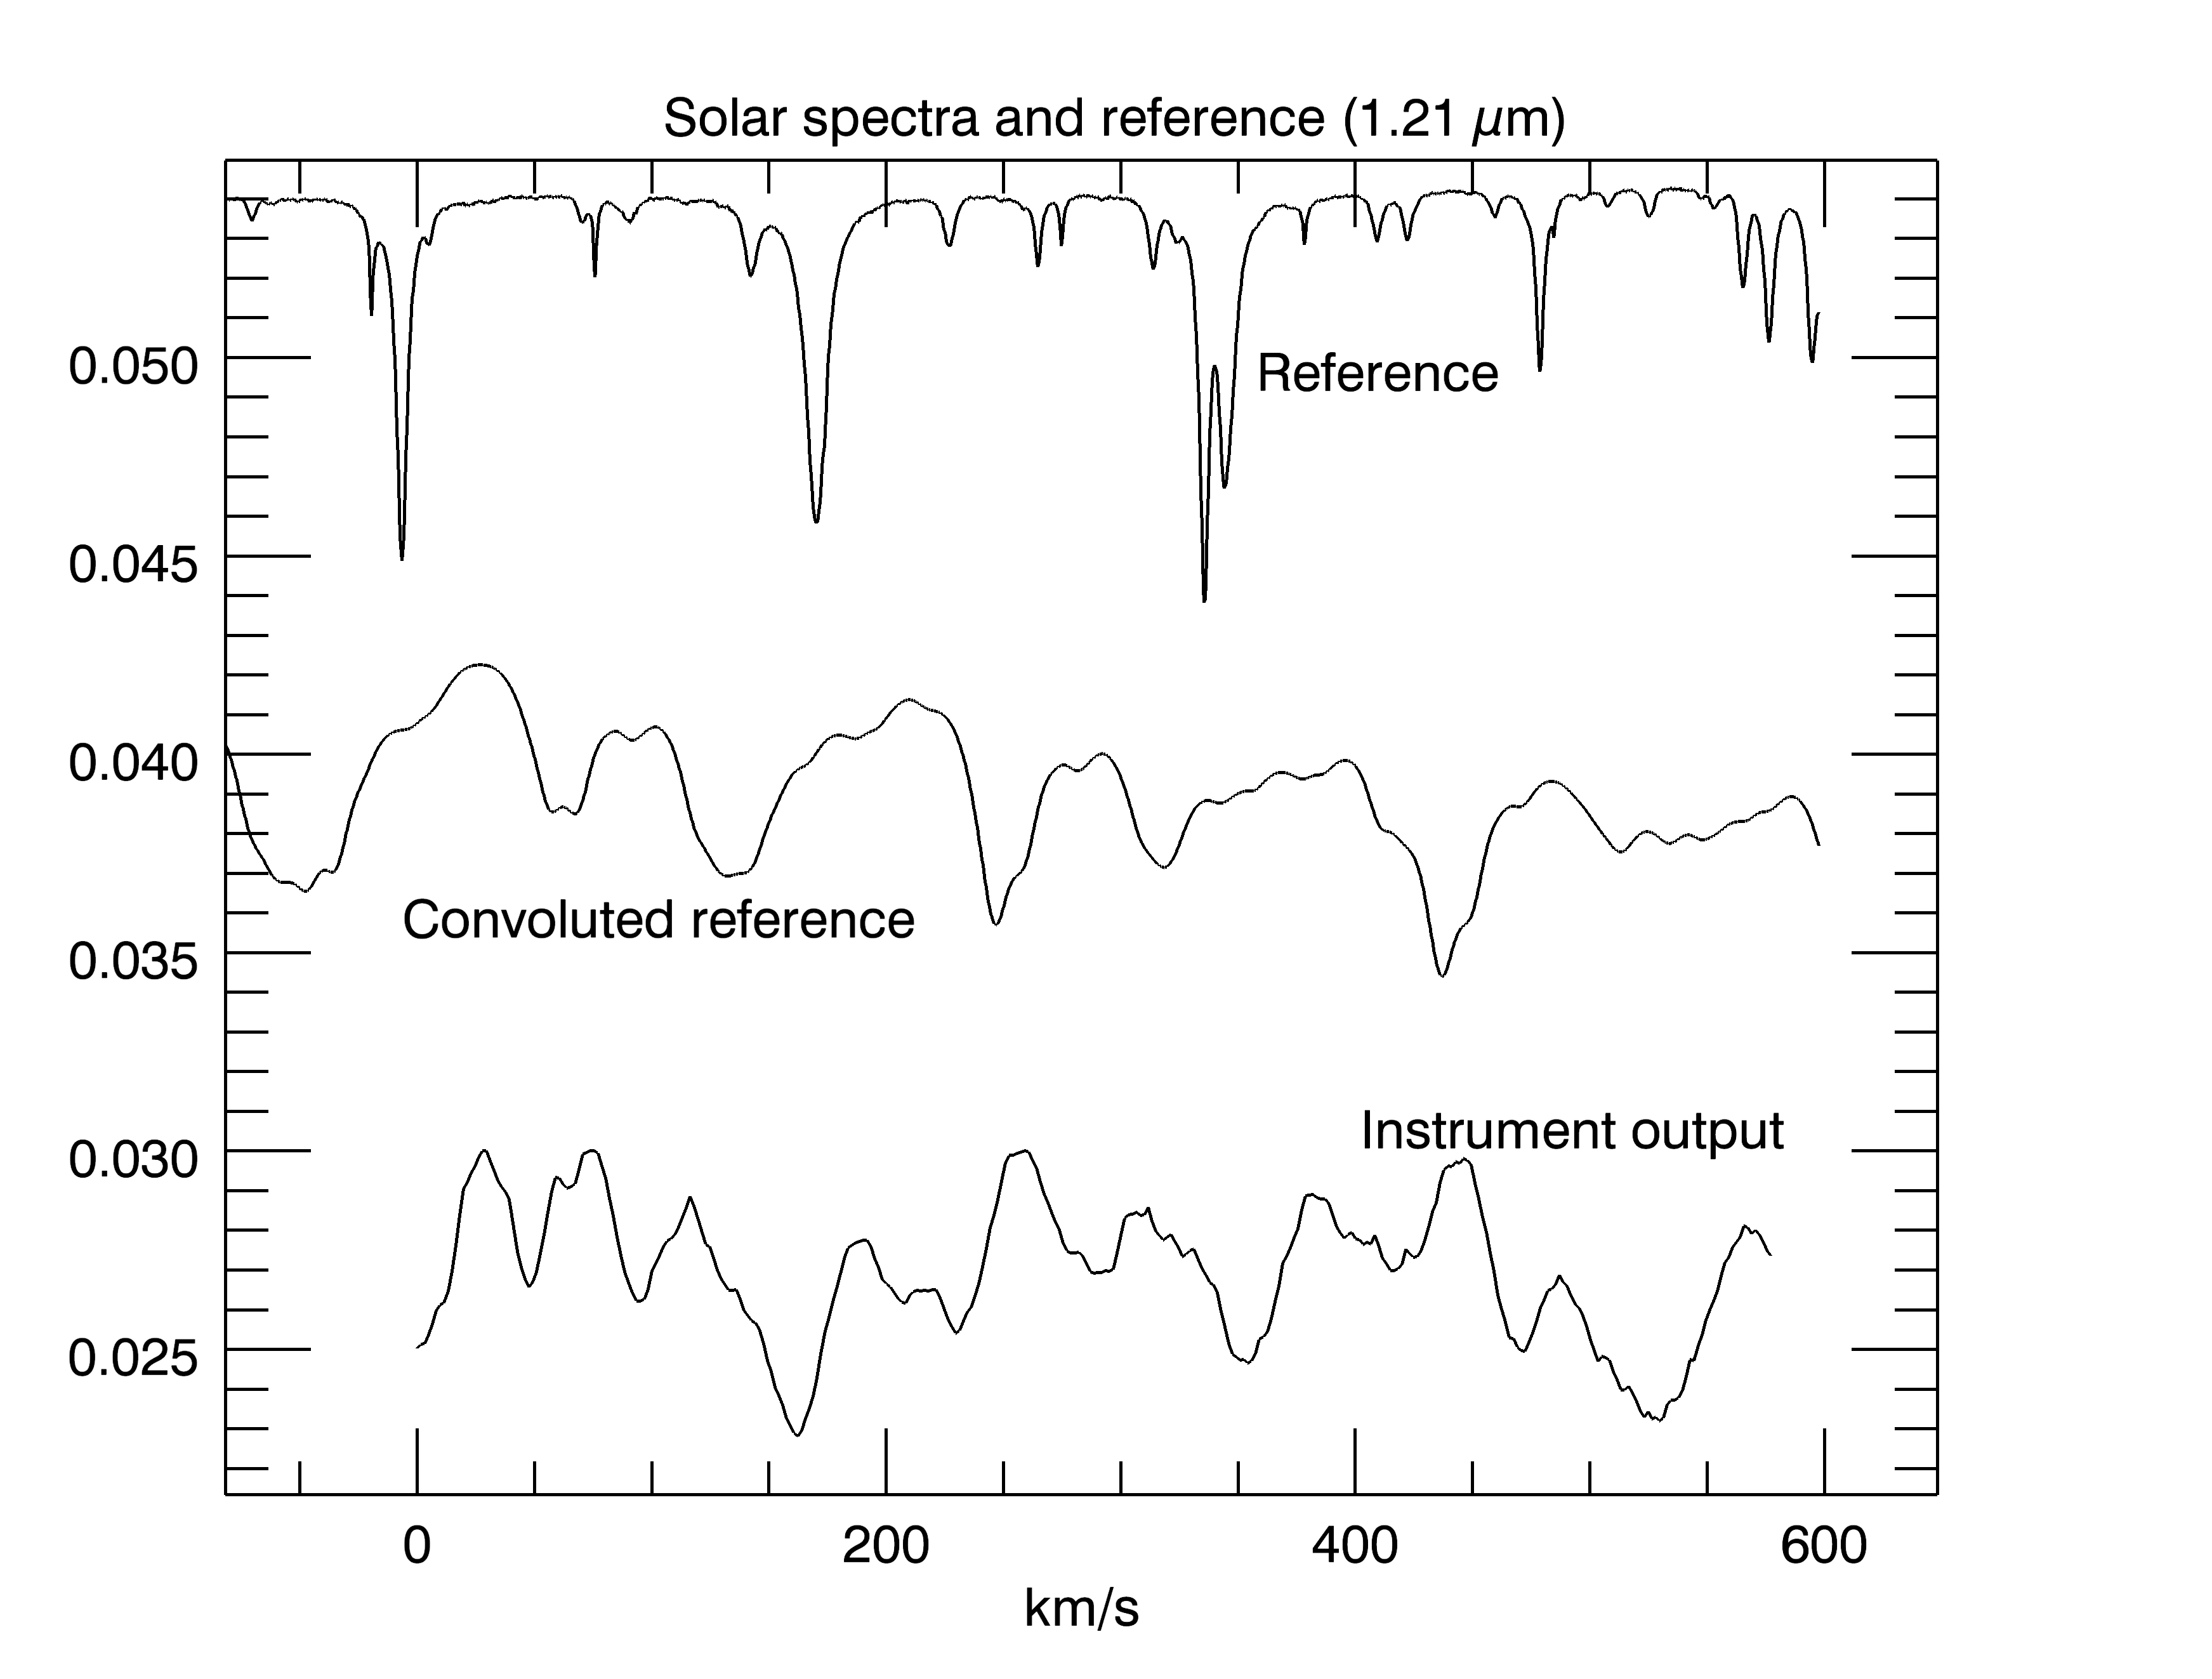 Solar spectra and reference (1.21 μm)
0.050
Reference
0.045
0.040
Convoluted reference
0.035
Instrument output
0.030
0.025
0 200 400 600
km/s